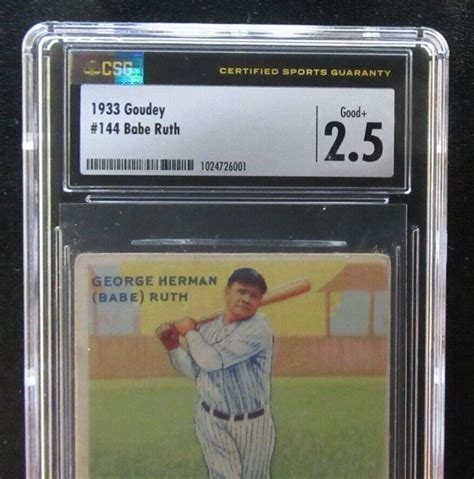 CSG
CERTIFIED SPORTS GUARANTY
1933 Goudey
#144 Babe Ruth
1024726001
Good+
2.5
GEORGE HERMAN
(BABE) RUTH